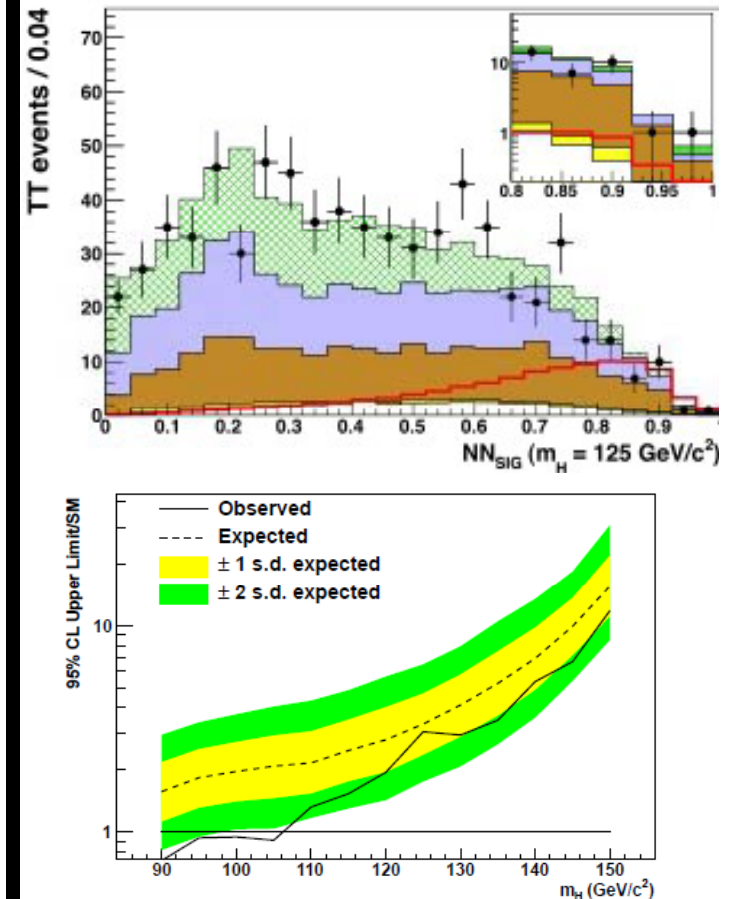 TT events / 0.04
70
60
50
40
30
20
10
0
0 0.1 0.2 0.3 0.4 0.5 0.6 0.7 0.8 0.9
NN_SIG (m_H = 125 GeV/c²)
10
1
0.8 0.85 0.9 0.95 1
Observed
Expected
± 1 s.d. expected
± 2 s.d. expected
95% CL Upper Limit/SM
10
1
90 100 110 120 130 140 150
m_H (GeV/c²)